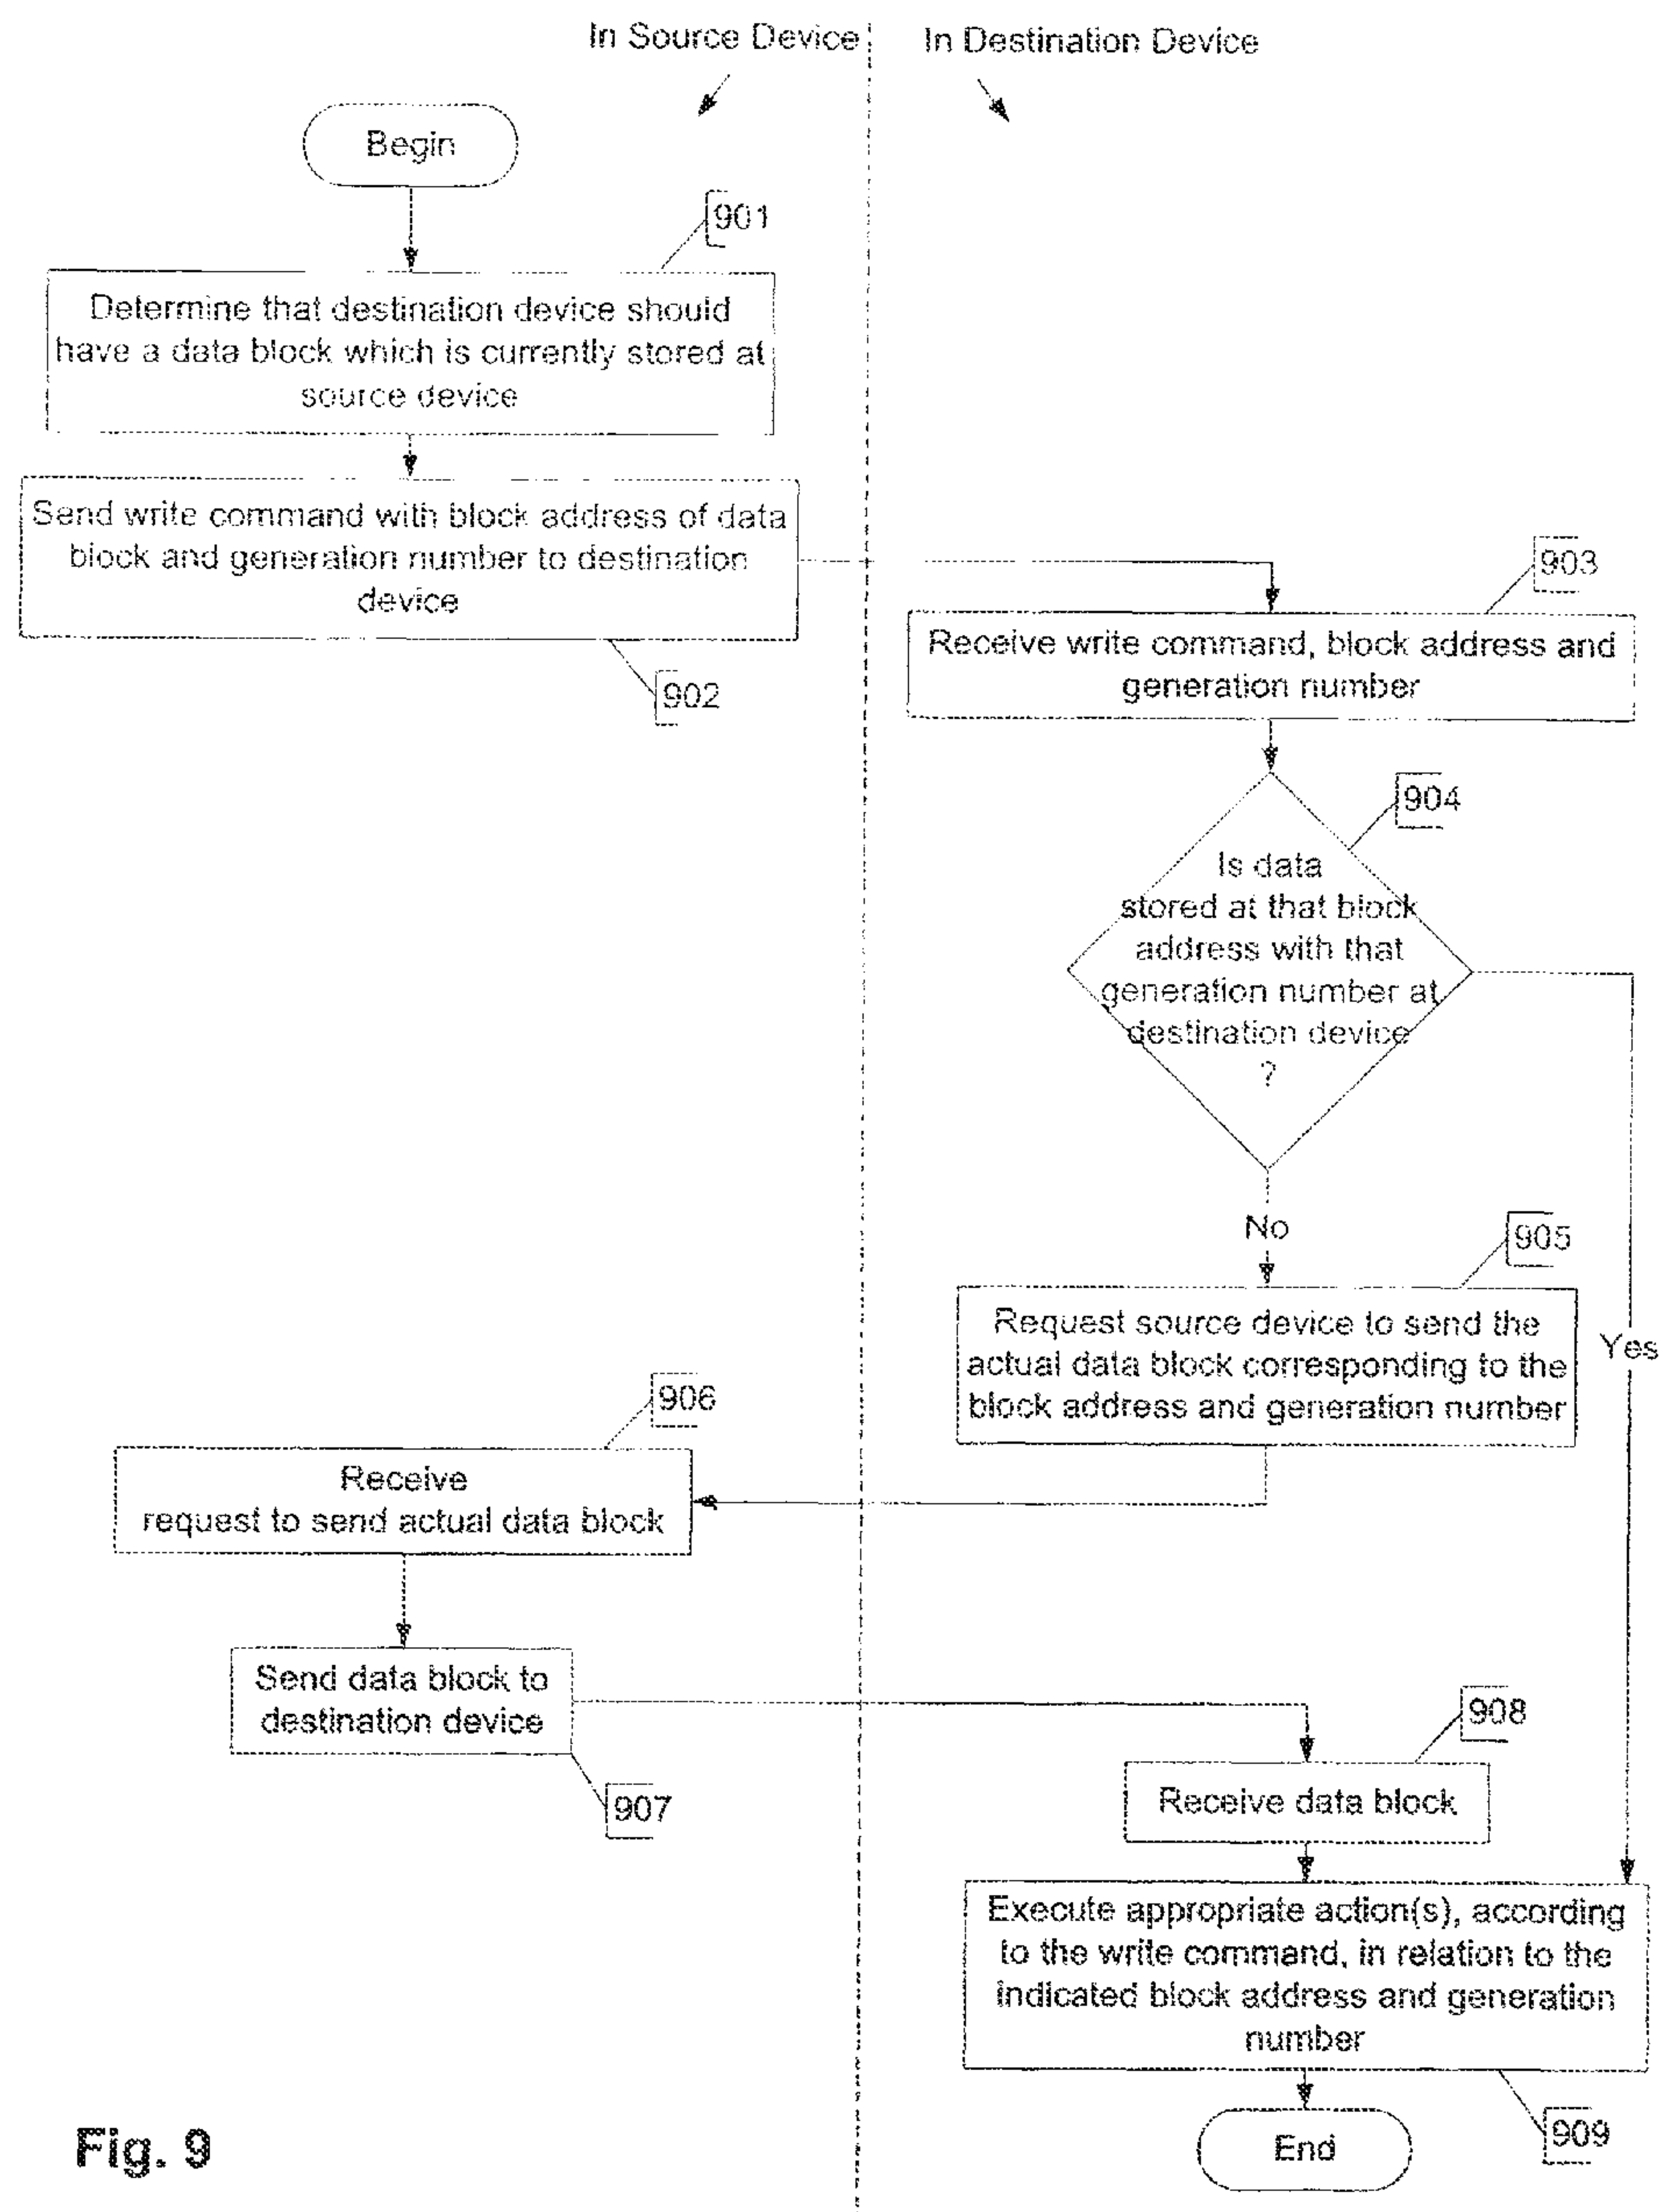 In Source Device
In Destination Device
Begin
901
Determine that destination device should
have a data block which is currently stored at
source device
Send write command with block address of data
block and generation number to destination
device
902
903
Receive write command, block address and
generation number
904
Is data
stored at that block
address with that
generation number at
destination device
?
No
Yes
905
Request source device to send the
actual data block corresponding to the
block address and generation number
906
Receive
request to send actual data block
Send data block to
destination device
907
908
Receive data block
Execute appropriate action(s), according
to the write command, in relation to the
indicated block address and generation
number
909
End
Fig. 9